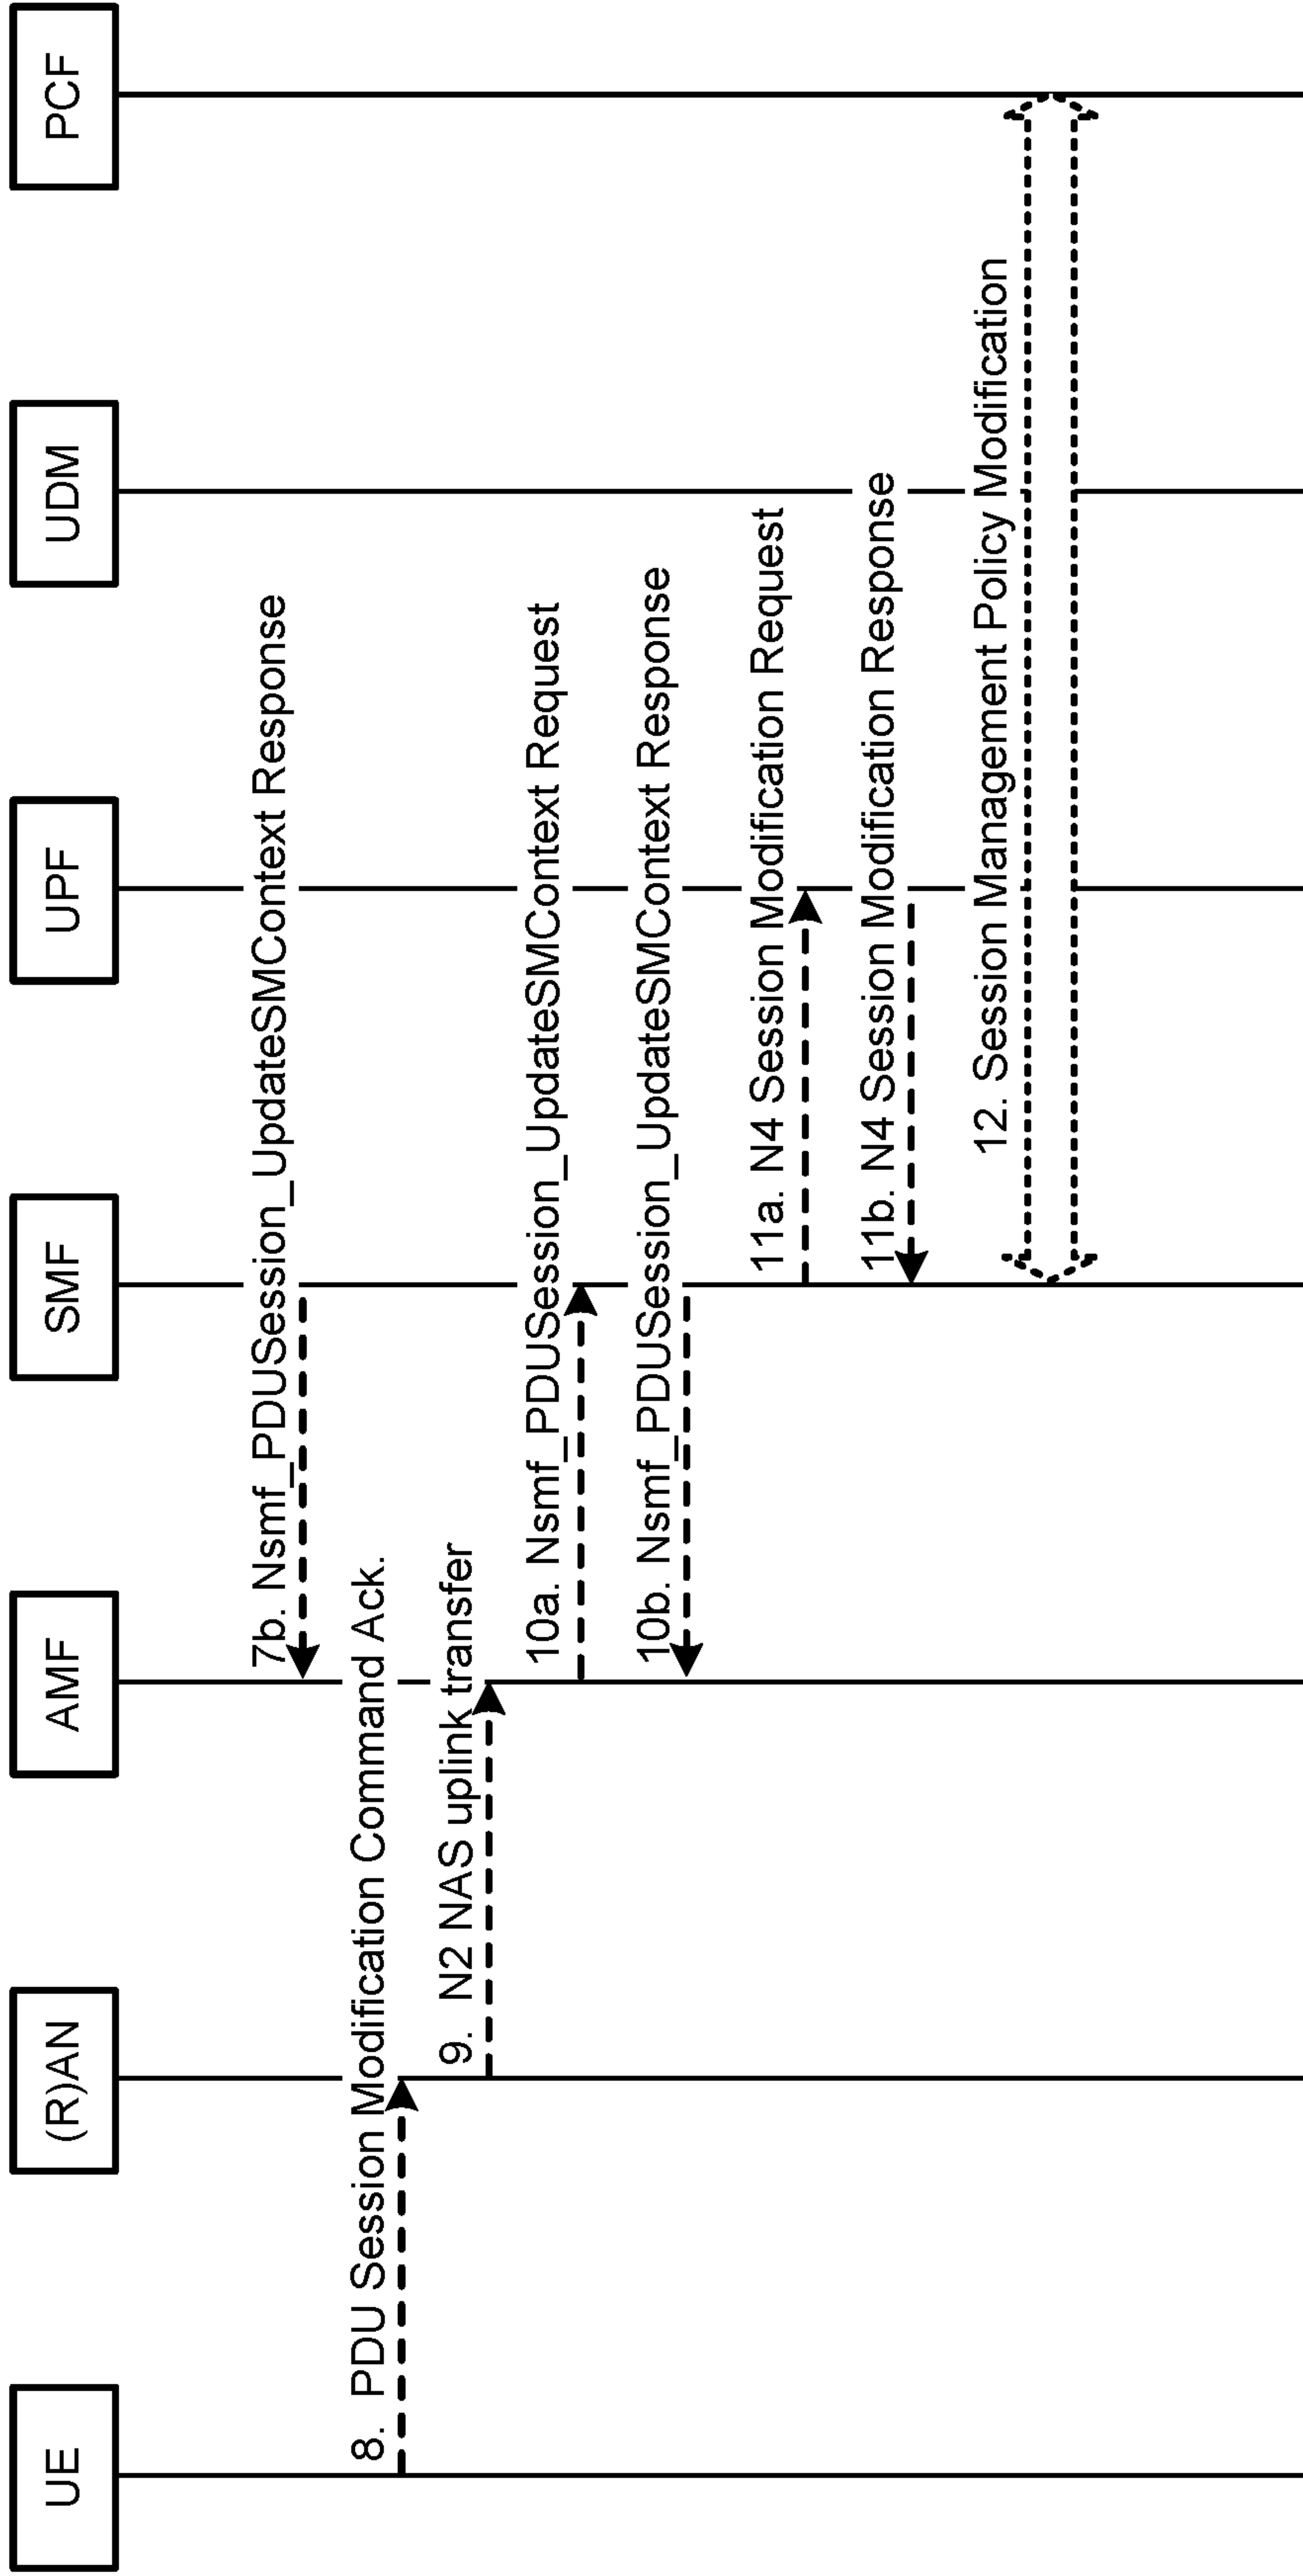 UE
(R)AN
AMF
SMF
UPF
UDM
PCF
7b. Nsmf_PDUSession_UpdateSMContext Response
8. PDU Session Modification Command Ack.
9. N2 NAS uplink transfer
10a. Nsmf_PDUSession_UpdateSMContext Request
10b. Nsmf_PDUSession_UpdateSMContext Response
11a. N4 Session Modification Request
11b. N4 Session Modification Response
12. Session Management Policy Modification